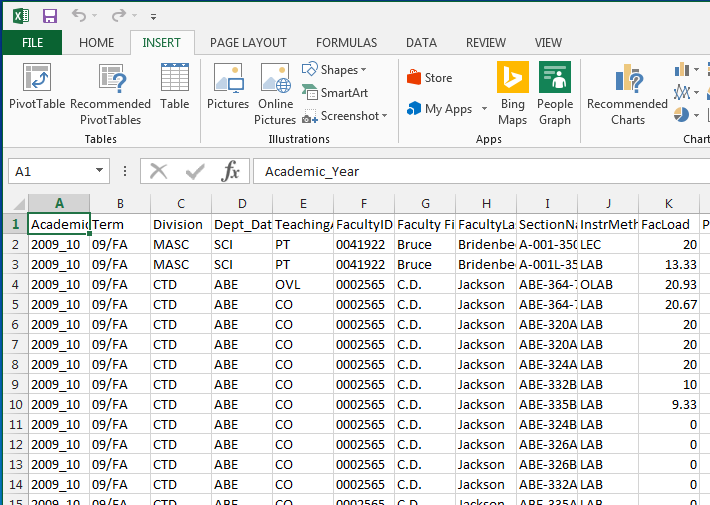 FILE HOME INSERT PAGE LAYOUT FORMULAS DATA REVIEW VIEW
PivotTable Recommended PivotTables Table Pictures Online Pictures Shapes SmartArt Screenshot Store My Apps Bing Maps People Graph Recommended Charts
Tables Illustrations Apps Chart
A1 fx Academic_Year
A B C D E F G H I J K
1 Academic Term Division Dept_Dat TeachingA FacultyID Faculty Fi FacultyLa SectionNa InstrMeth FacLoad P
2 2009_10 09/FA MASC SCI PT 0041922 Bruce Bridenbe A-001-350 LEC 20
3 2009_10 09/FA MASC SCI PT 0041922 Bruce Bridenbe A-001L-35 LAB 13.33
4 2009_10 09/FA CTD ABE OVL 0002565 C.D. Jackson ABE-364-7 OLAB 20.93
5 2009_10 09/FA CTD ABE CO 0002565 C.D. Jackson ABE-364-7 LAB 20.67
6 2009_10 09/FA CTD ABE CO 0002565 C.D. Jackson ABE-320A LAB 20
7 2009_10 09/FA CTD ABE CO 0002565 C.D. Jackson ABE-320A LAB 20
8 2009_10 09/FA CTD ABE CO 0002565 C.D. Jackson ABE-324A LAB 20
9 2009_10 09/FA CTD ABE CO 0002565 C.D. Jackson ABE-332B LAB 10
10 2009_10 09/FA CTD ABE CO 0002565 C.D. Jackson ABE-335B LAB 9.33
11 2009_10 09/FA CTD ABE CO 0002565 C.D. Jackson ABE-324B LAB 0
12 2009_10 09/FA CTD ABE CO 0002565 C.D. Jackson ABE-326A LAB 0
13 2009_10 09/FA CTD ABE CO 0002565 C.D. Jackson ABE-326B LAB 0
14 2009_10 09/FA CTD ABE CO 0002565 C.D. Jackson ABE-332A LAB 0
15 2009_10 09/FA CTD ABE CO 0002565 C.D. Jackson ABE-335A LAB 0